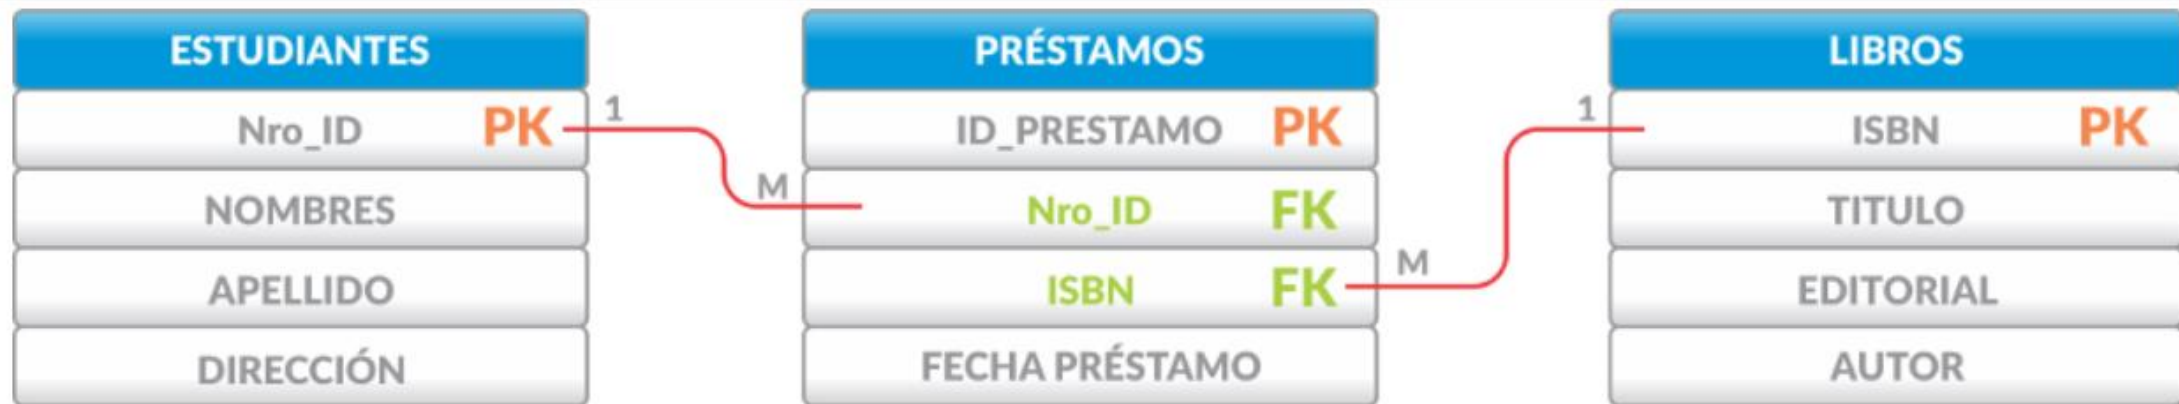 ESTUDIANTES
Nro_ID PK
NOMBRES
APELLIDO
DIRECCIÓN
1
M
PRÉSTAMOS
ID_PRESTAMO PK
Nro_ID FK
ISBN FK
FECHA PRÉSTAMO
M
1
LIBROS
ISBN PK
TITULO
EDITORIAL
AUTOR